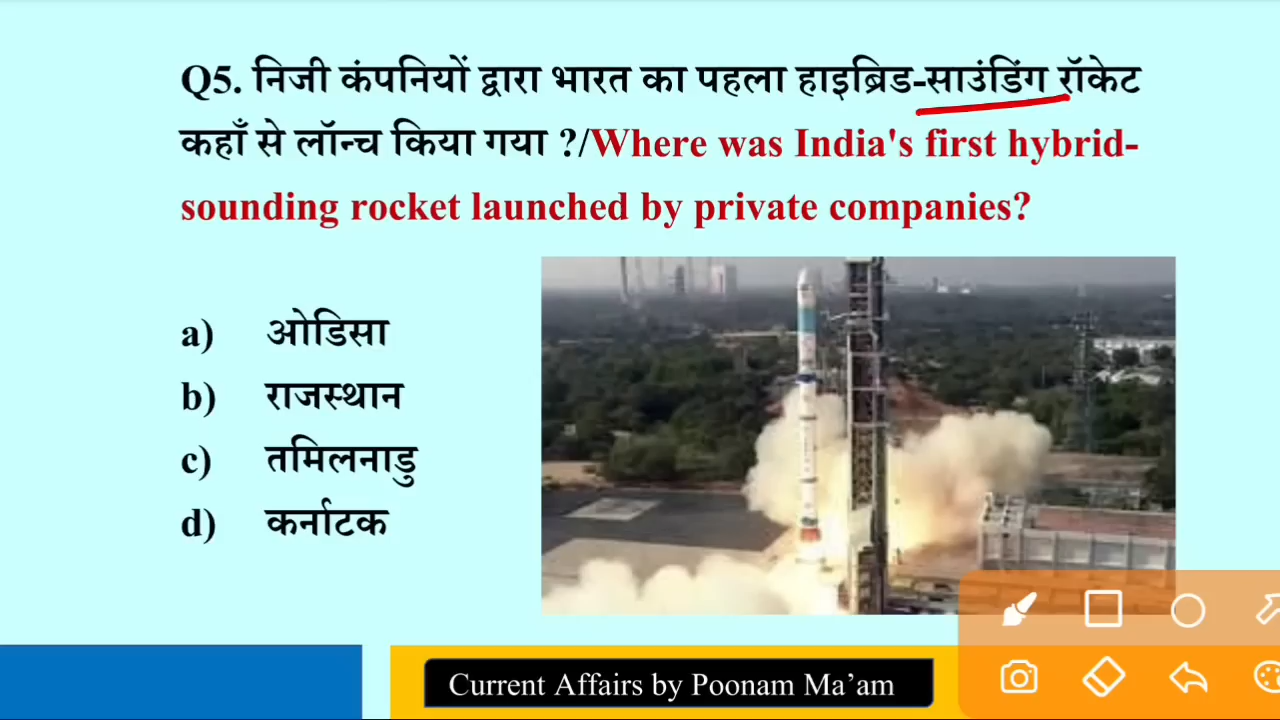 Q5. निजी कंपनियों द्वारा भारत का पहला हाइब्रिड-साउंडिंग रॉकेट
कहाँ से लॉन्च किया गया ?/Where was India's first hybrid-
sounding rocket launched by private companies?
a) ओडिसा
b) राजस्थान
c) तमिलनाडु
d) कर्नाटक
Current Affairs by Poonam Ma'am